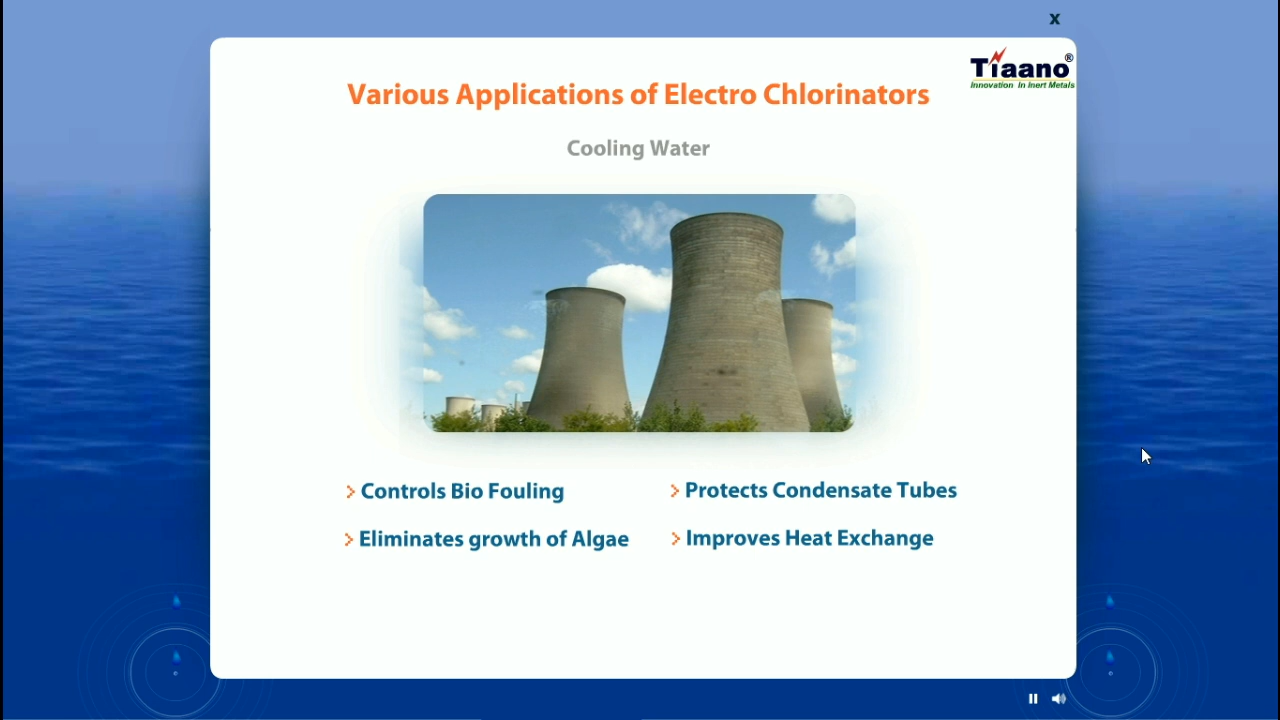 x
Tiaano®
Innovation In Inert Metals
Various Applications of Electro Chlorinators
Cooling Water
Controls Bio Fouling
Protects Condensate Tubes
Eliminates growth of Algae
Improves Heat Exchange